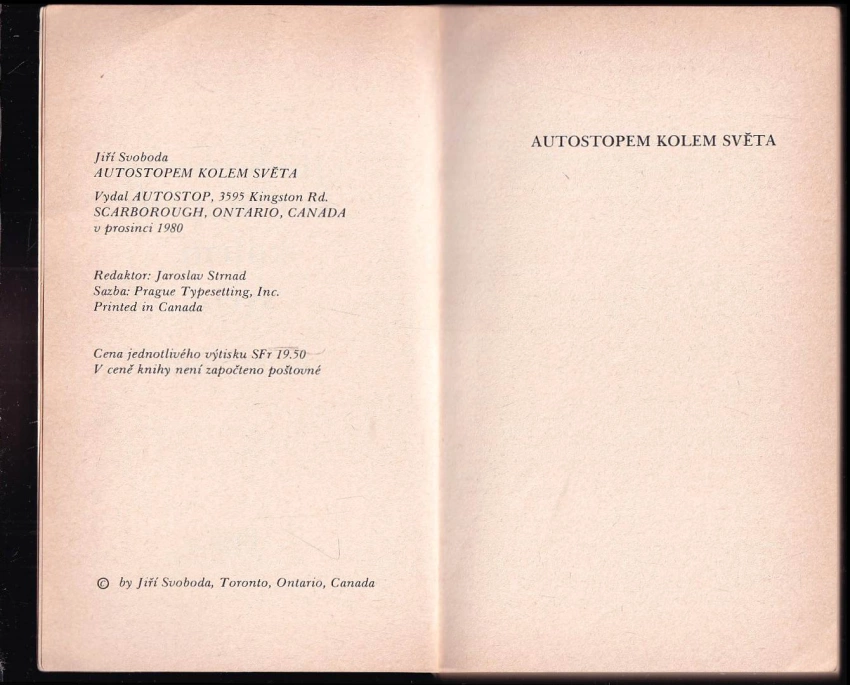 Jiří Svoboda
AUTOSTOPEM KOLEM SVĚTA
Vydal AUTOSTOP, 3595 Kingston Rd.
SCARBOROUGH, ONTARIO, CANADA
v prosinci 1980
Redaktor: Jaroslav Strnad
Sazba: Prague Typesetting, Inc.
Printed in Canada
Cena jednotlivého výtisku SFr 19.50
V ceně knihy není započteno poštovné
© by Jiří Svoboda, Toronto, Ontario, Canada
AUTOSTOPEM KOLEM SVĚTA